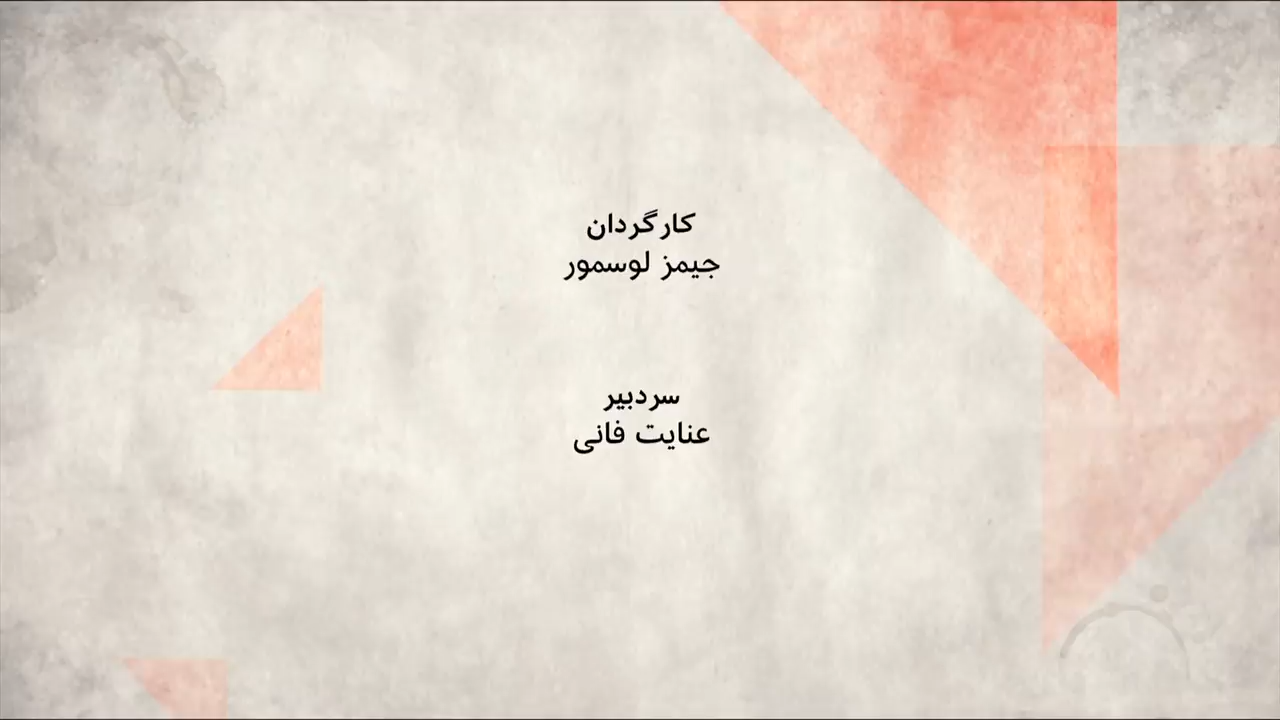 کارگردان
جیمز لوسمور
سردبیر
عنایت فانی